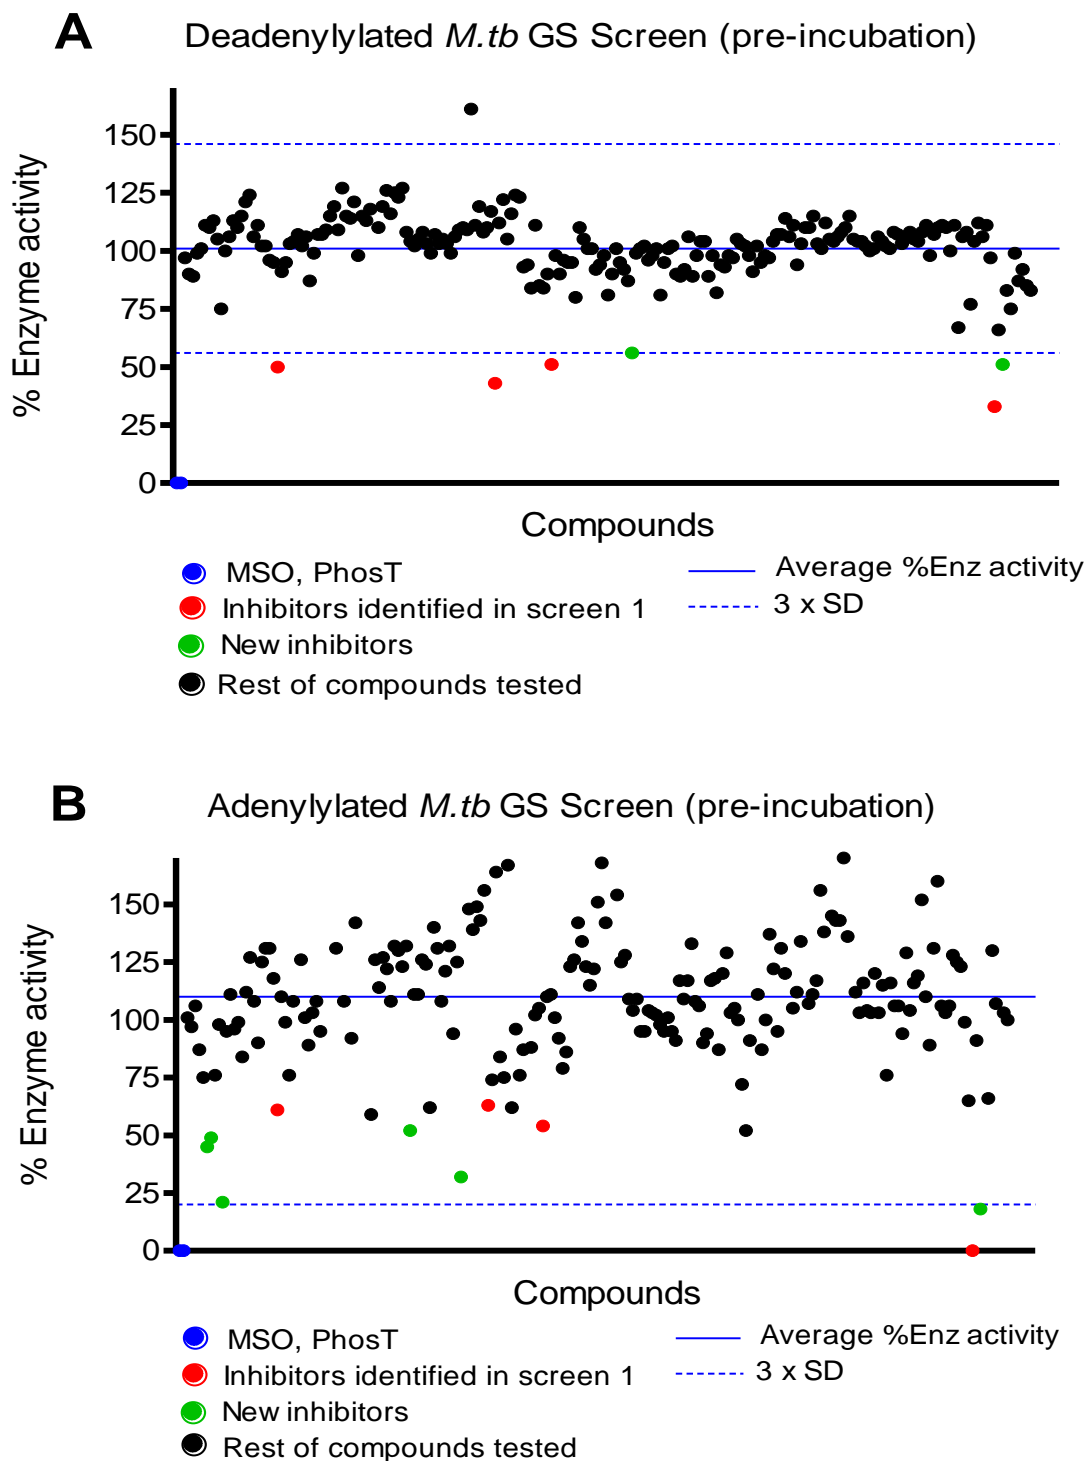 A
Deadenylylated M.tb GS Screen (pre-incubation)
% Enzyme activity
150
125
100
75
50
25
0
Compounds
MSO, PhosT
Inhibitors identified in screen 1
New inhibitors
Rest of compounds tested
Average %Enz activity
3 x SD
B
Adenylylated M.tb GS Screen (pre-incubation)
% Enzyme activity
150
125
100
75
50
25
0
Compounds
MSO, PhosT
Inhibitors identified in screen 1
New inhibitors
Rest of compounds tested
Average %Enz activity
3 x SD